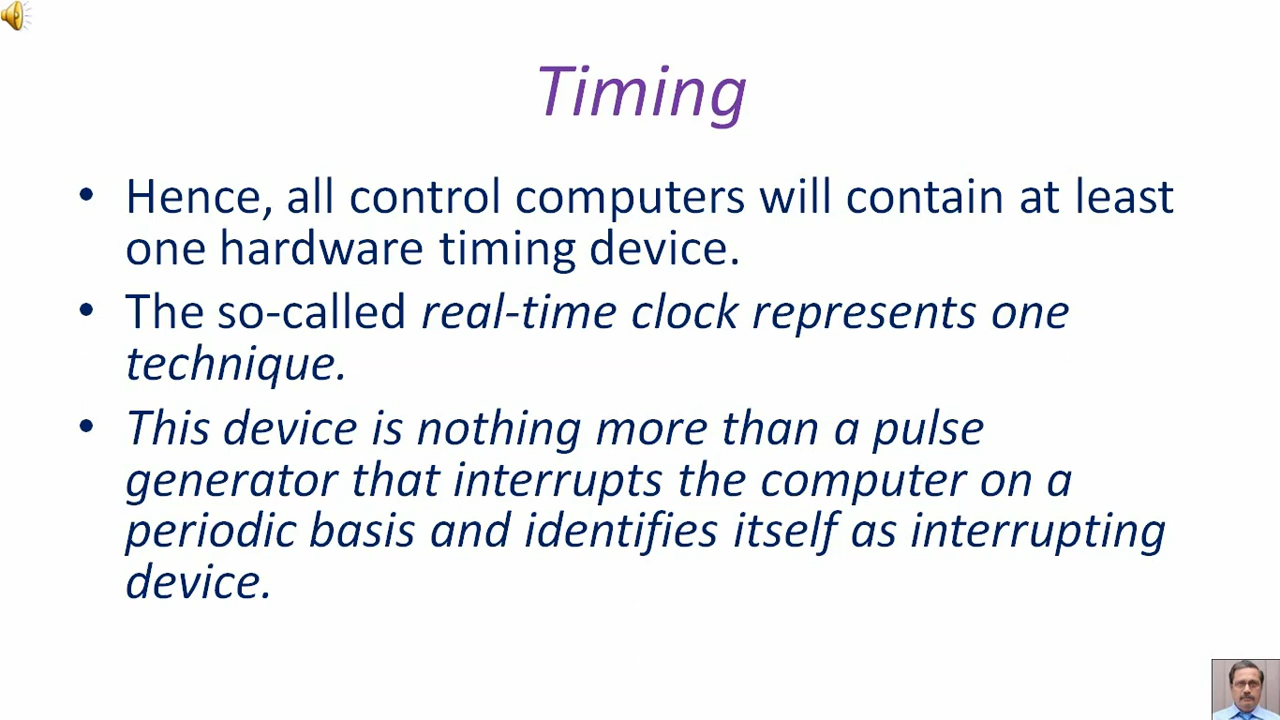 Timing
• Hence, all control computers will contain at least
one hardware timing device.
• The so-called real-time clock represents one
technique.
• This device is nothing more than a pulse
generator that interrupts the computer on a
periodic basis and identifies itself as interrupting
device.